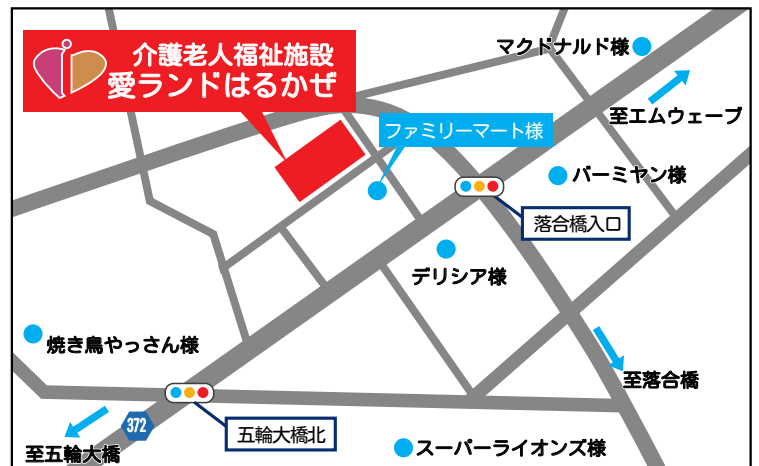 介護老人福祉施設
愛ランドはるかぜ
マクドナルド様
至エムウェーブ
ファミリーマート様
バーミヤン様
落合橋入口
デリシア様
焼き鳥やっさん様
至落合橋
372
五輪大橋北
至五輪大橋
スーパーライオンズ様